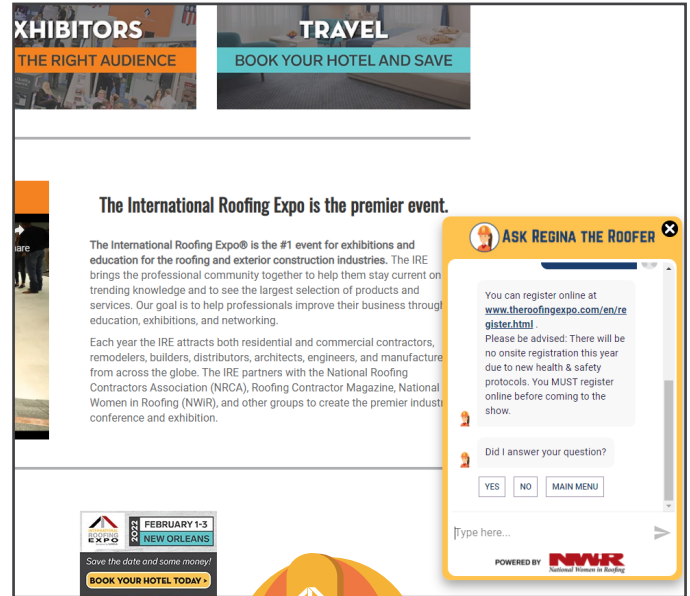 XHIBITORS
THE RIGHT AUDIENCE
TRAVEL
BOOK YOUR HOTEL AND SAVE
are
The International Roofing Expo is the premier event.
The International Roofing Expo® is the #1 event for exhibitions and
education for the roofing and exterior construction industries. The IRE
brings the professional community together to help them stay current on
trending knowledge and to see the largest selection of products and
services. Our goal is to help professionals improve their business through
education, exhibitions, and networking.
Each year the IRE attracts both residential and commercial contractors,
remodelers, builders, distributors, architects, engineers, and manufacture
from across the globe. The IRE partners with the National Roofing
Contractors Association (NRCA), Roofing Contractor Magazine, National
Women in Roofing (NWiR), and other groups to create the premier industr
conference and exhibition.
INTERNATIONAL
ROOFING
EXPO
2022
FEBRUARY 1-3
NEW ORLEANS
Save the date and some money!
BOOK YOUR HOTEL TODAY >
ASK REGINA THE ROOFER
You can register online at
www.theroofingexpo.com/en/re
gister.html .
Please be advised: There will be
no onsite registration this year
due to new health & safety
protocols. You MUST register
online before coming to the
show.
Did I answer your question?
YES
NO
MAIN MENU
Type here...
POWERED BY
NWiR
National Women in Roofing